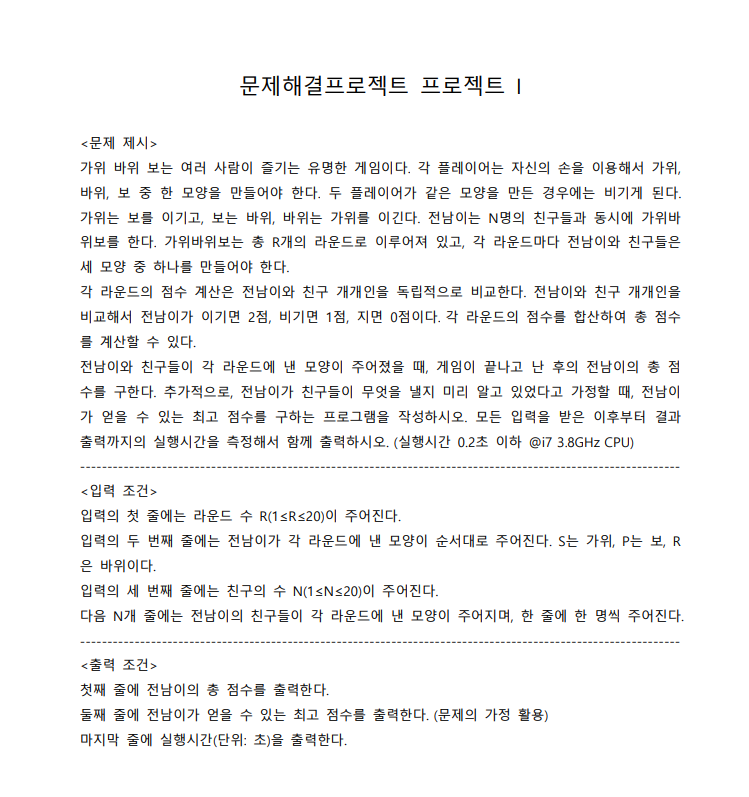 문제해결프로젝트 프로젝트 I
<문제 제시>
가위 바위 보는 여러 사람이 즐기는 유명한 게임이다. 각 플레이어는 자신의 손을 이용해서 가위,
바위, 보 중 한 모양을 만들어야 한다. 두 플레이어가 같은 모양을 만든 경우에는 비기게 된다.
가위는 보를 이기고, 보는 바위, 바위는 가위를 이긴다. 전남이는 N명의 친구들과 동시에 가위바
위보를 한다. 가위바위보는 총 R개의 라운드로 이루어져 있고, 각 라운드마다 전남이와 친구들은
세 모양 중 하나를 만들어야 한다.
각 라운드의 점수 계산은 전남이와 친구 개개인을 독립적으로 비교한다. 전남이와 친구 개개인을
비교해서 전남이가 이기면 2점, 비기면 1점, 지면 0점이다. 각 라운드의 점수를 합산하여 총 점수
를 계산할 수 있다.
전남이와 친구들이 각 라운드에 낸 모양이 주어졌을 때, 게임이 끝나고 난 후의 전남이의 총 점
수를 구한다. 추가적으로, 전남이가 친구들이 무엇을 낼지 미리 알고 있었다고 가정할 때, 전남이
가 얻을 수 있는 최고 점수를 구하는 프로그램을 작성하시오. 모든 입력을 받은 이후부터 결과
출력까지의 실행시간을 측정해서 함께 출력하시오. (실행시간 0.2초 이하 @i7 3.8GHz CPU)
<입력 조건>
입력의 첫 줄에는 라운드 수 R(1≤R≤20)이 주어진다.
입력의 두 번째 줄에는 전남이가 각 라운드에 낸 모양이 순서대로 주어진다. S는 가위, P는 보, R
은 바위이다.
입력의 세 번째 줄에는 친구의 수 N(1≤N≤20)이 주어진다.
다음 N개 줄에는 전남이의 친구들이 각 라운드에 낸 모양이 주어지며, 한 줄에 한 명씩 주어진다.
<출력 조건>
첫째 줄에 전남이의 총 점수를 출력한다.
둘째 줄에 전남이가 얻을 수 있는 최고 점수를 출력한다. (문제의 가정 활용)
마지막 줄에 실행시간(단위: 초)을 출력한다.